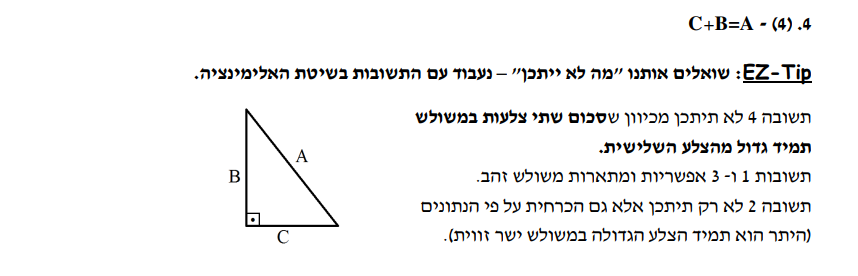 4. (4) - C+B=A
EZ-Tip: שואלים אותנו "מה לא ייתכן" – נעבוד עם התשובות בשיטת האלימינציה.
תשובה 4 לא תיתכן מכיוון שסכום שתי צלעות במשולש
תמיד גדול מהצלע השלישית.
תשובות 1 ו- 3 אפשריות ומתארות משולש זהב.
תשובה 2 לא רק תיתכן אלא גם הכרחית על פי הנתונים
(היתר הוא תמיד הצלע הגדולה במשולש ישר זווית).
A
B
C